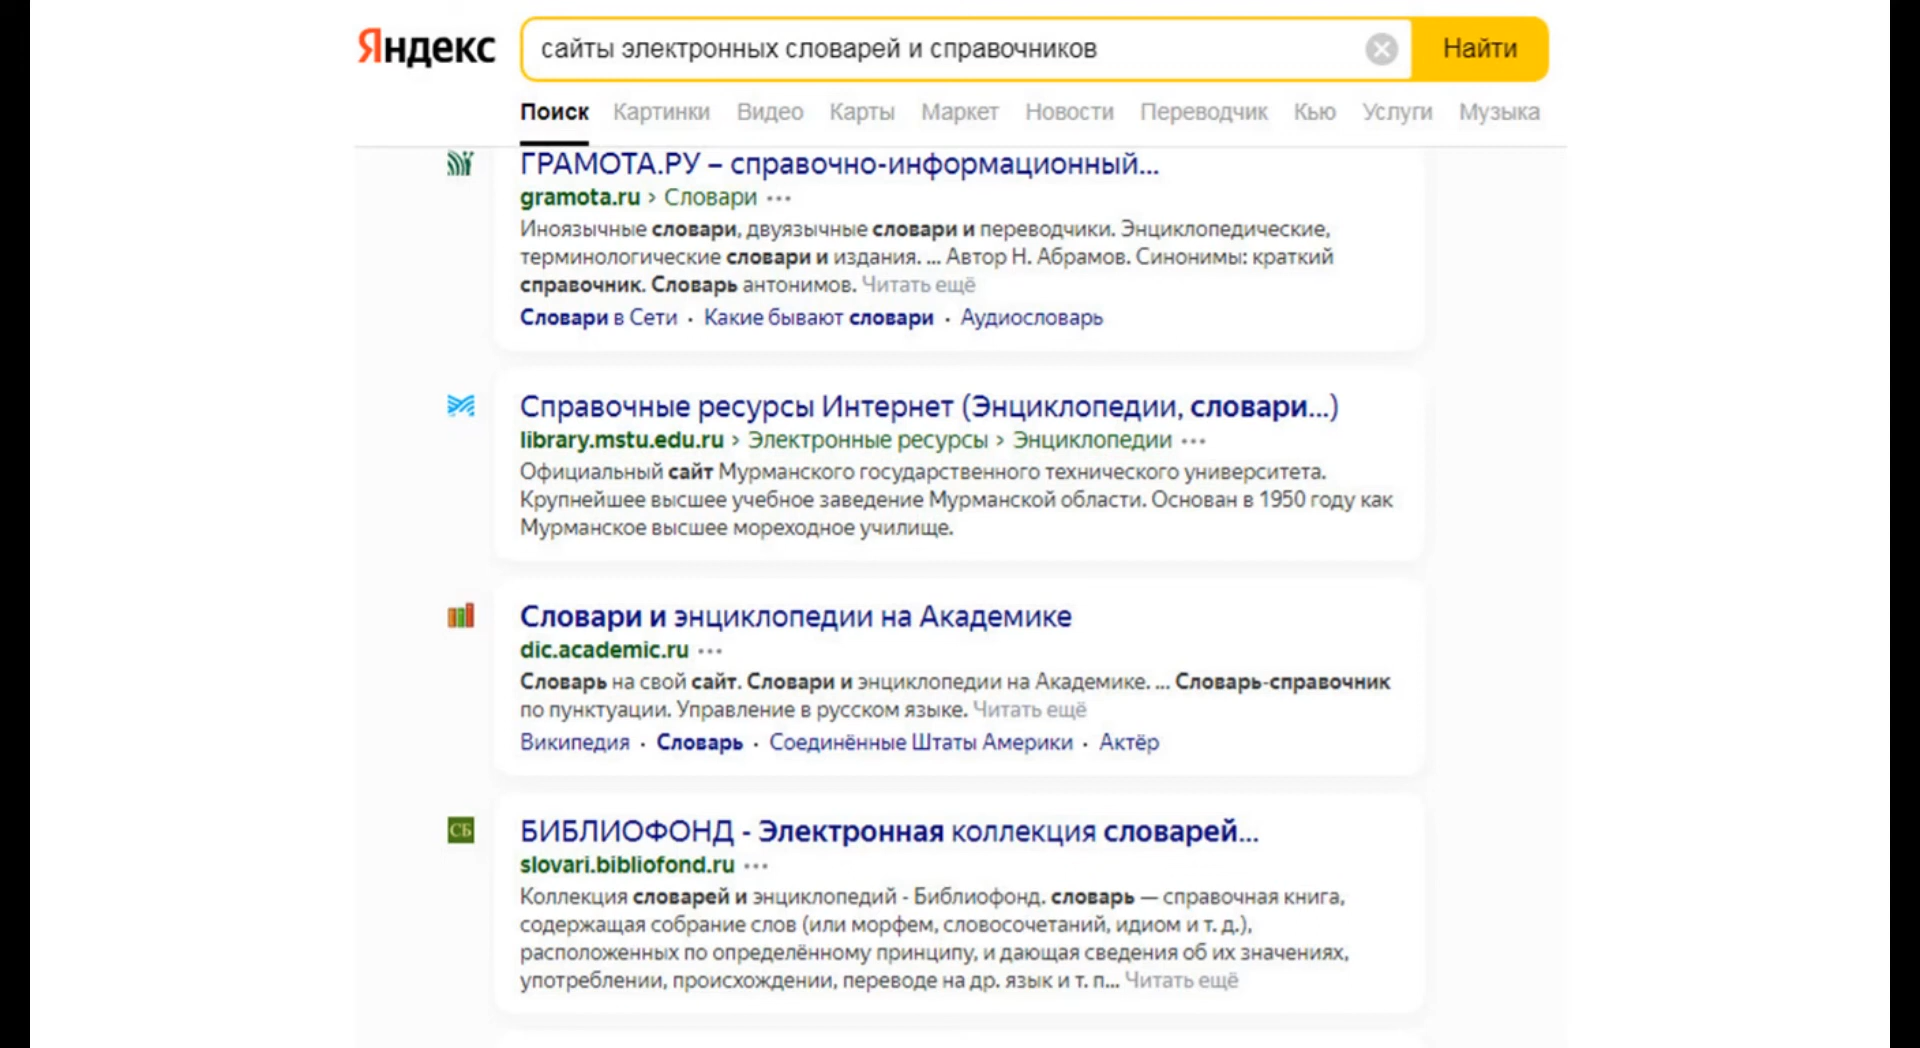 Яндекс
сайты электронных словарей и справочников
Найти
Поиск Картинки Видео Карты Маркет Новости Переводчик Кью Услуги Музыка
ГРАМОТА.РУ – справочно-информационный...
gramota.ru › Словари
Иноязычные словари, двуязычные словари и переводчики. Энциклопедические,
терминологические словари и издания. ... Автор Н. Абрамов. Синонимы: краткий
справочник. Словарь антонимов. Читать ещё
Словари в Сети · Какие бывают словари · Аудиословарь
Справочные ресурсы Интернет (Энциклопедии, словари...)
library.mstu.edu.ru › Электронные ресурсы › Энциклопедии
Официальный сайт Мурманского государственного технического университета.
Крупнейшее высшее учебное заведение Мурманской области. Основан в 1950 году как
Мурманское высшее мореходное училище.
Словари и энциклопедии на Академике
dic.academic.ru
Словарь на свой сайт. Словари и энциклопедии на Академике. ... Словарь-справочник
по пунктуации. Управление в русском языке. Читать ещё
Википедия · Словарь · Соединённые Штаты Америки · Актёр
СБ
БИБЛИОФОНД - Электронная коллекция словарей...
slovari.bibliofond.ru
Коллекция словарей и энциклопедий - Библиофонд. словарь — справочная книга,
содержащая собрание слов (или морфем, словосочетаний, идиом и т. д.),
расположенных по определённому принципу, и дающая сведения об их значениях,
употреблении, происхождении, переводе на др. язык и т. п... Читать ещё